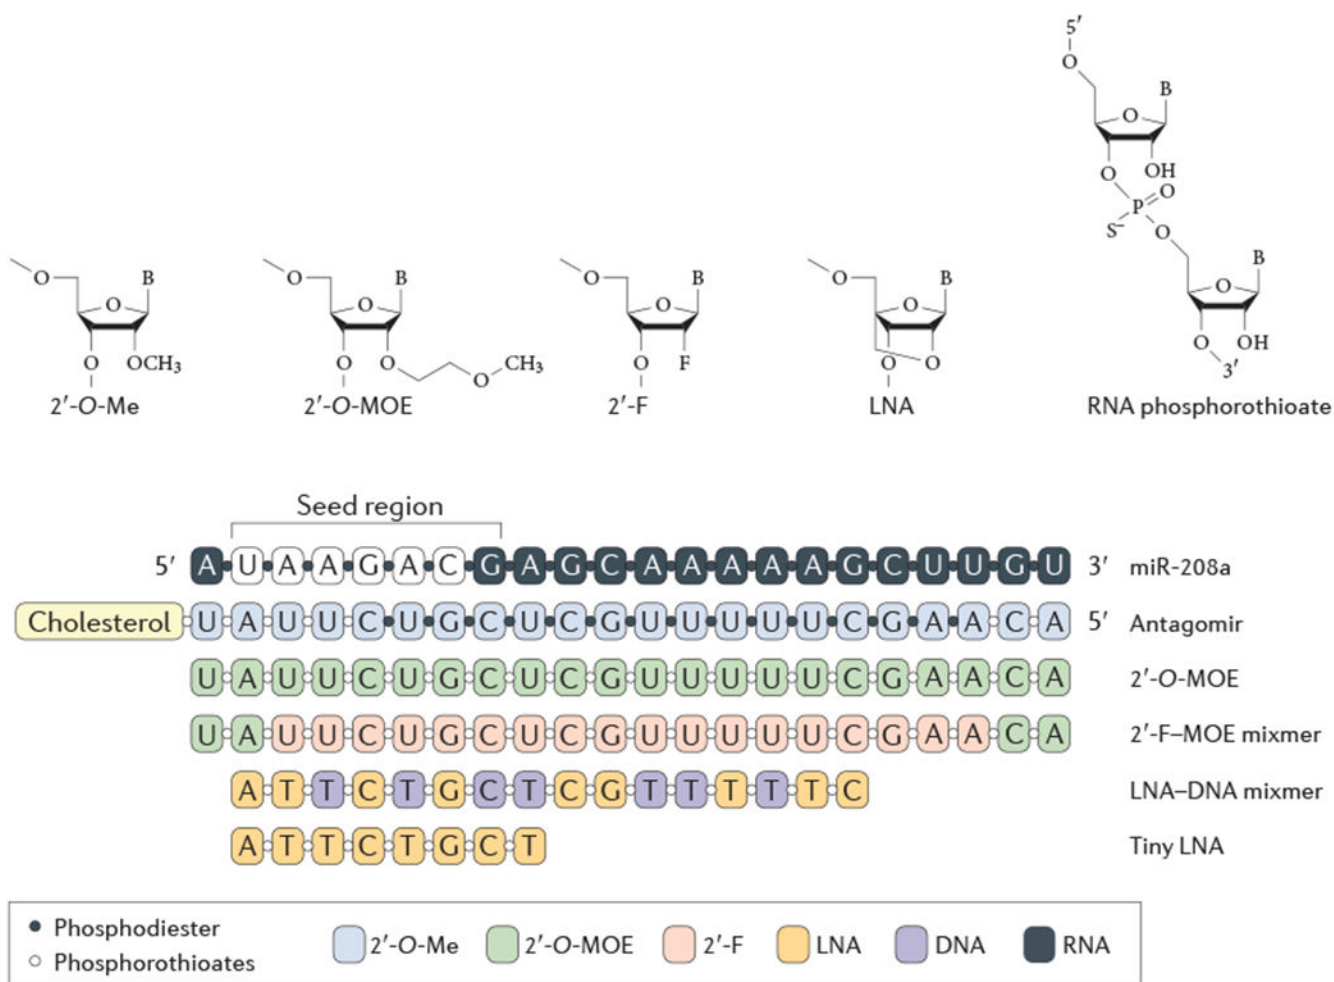 5′
O
B
O
O
OH
P
O
S⁻
O
B
O
O
OH
3′
O
B
O
O
OCH₃
2′-O-Me
O
B
O
O
O
O
CH₃
2′-O-MOE
O
B
O
O
F
2′-F
O
B
O
O
O
LNA
RNA phosphorothioate
Seed region
5′ A U A A G A C G A G C A A A A A G C U U G U 3′ miR-208a
Cholesterol U A U U C U G C U C G U U U U U C G A A C A 5′ Antagomir
U A U U C U G C U C G U U U U U C G A A C A 2′-O-MOE
U A U U C U G C U C G U U U U U C G A A C A 2′-F–MOE mixmer
A T T C T G C T C G T T T T T C LNA–DNA mixmer
A T T C T G C T Tiny LNA
Phosphodiester
Phosphorothioates
2′-O-Me 2′-O-MOE 2′-F LNA DNA RNA